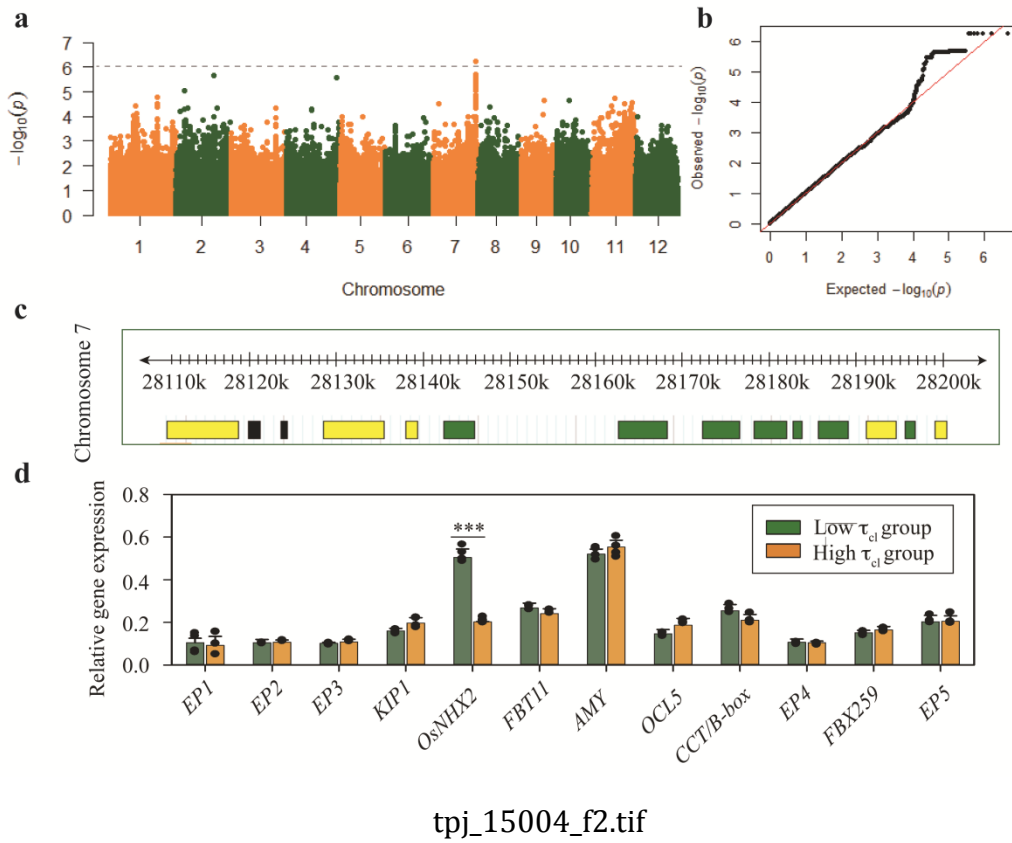 a
7
6
5
4
3
2
1
0
−log10(p)
1 2 3 4 5 6 7 8 9 10 11 12
Chromosome
b
6
5
4
3
2
1
0
Observed −log10(p)
0 1 2 3 4 5 6
Expected −log10(p)
c
Chromosome 7
28110k 28120k 28130k 28140k 28150k 28160k 28170k 28180k 28190k 28200k
d
Relative gene expression
0.8
0.6
0.4
0.2
0.0
***
Low τcl group
High τcl group
EP1 EP2 EP3 KIP1 OsNHX2 FBT11 AMY OCL5 CCT/B-box EP4 FBX259 EP5
tpj_15004_f2.tif